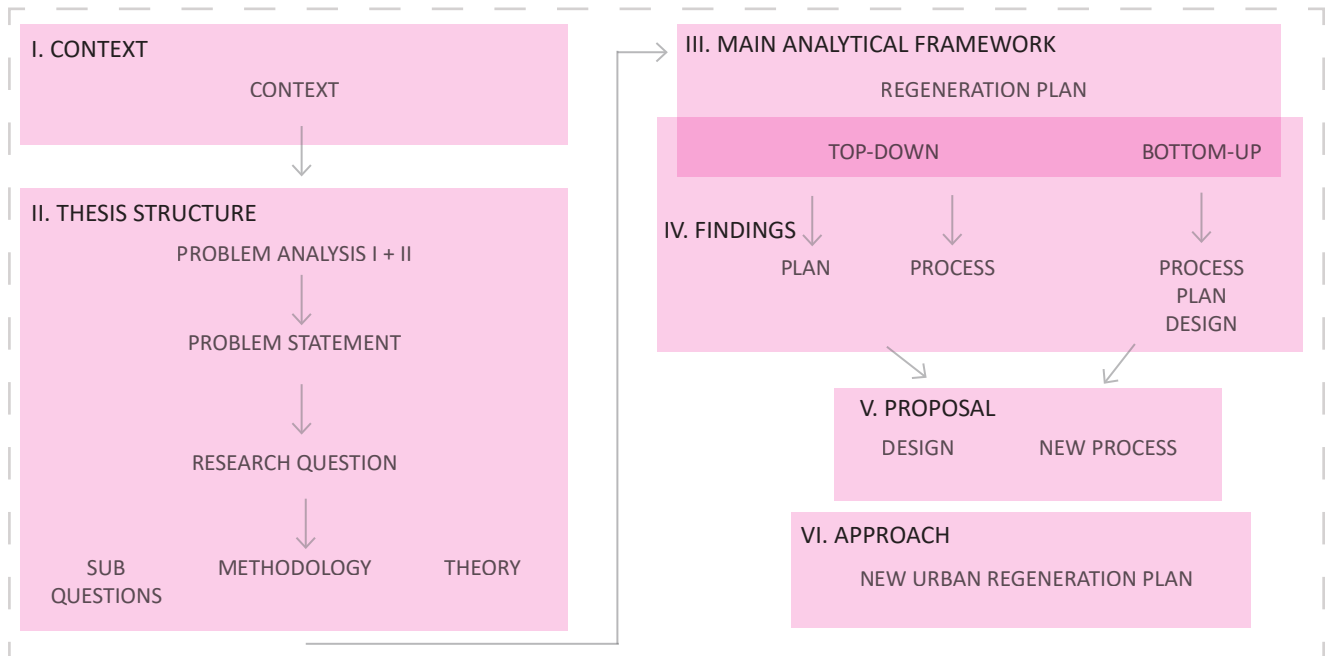 I. CONTEXT
CONTEXT
II. THESIS STRUCTURE
PROBLEM ANALYSIS I + II
PROBLEM STATEMENT
RESEARCH QUESTION
SUB
QUESTIONS
METHODOLOGY
THEORY
III. MAIN ANALYTICAL FRAMEWORK
REGENERATION PLAN
TOP-DOWN
BOTTOM-UP
IV. FINDINGS
PLAN
PROCESS
PROCESS
PLAN
DESIGN
V. PROPOSAL
DESIGN
NEW PROCESS
VI. APPROACH
NEW URBAN REGENERATION PLAN